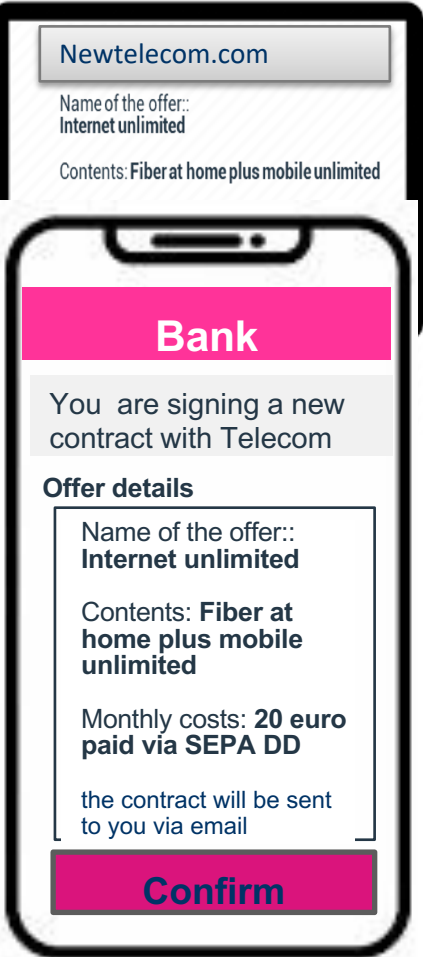 Newtelecom.com
Name of the offer::
Internet unlimited
Contents: Fiber at home plus mobile unlimited
Bank
You are signing a new
contract with Telecom
Offer details
Name of the offer::
Internet unlimited
Contents: Fiber at
home plus mobile
unlimited
Monthly costs: 20 euro
paid via SEPA DD
the contract will be sent
to you via email
Confirm